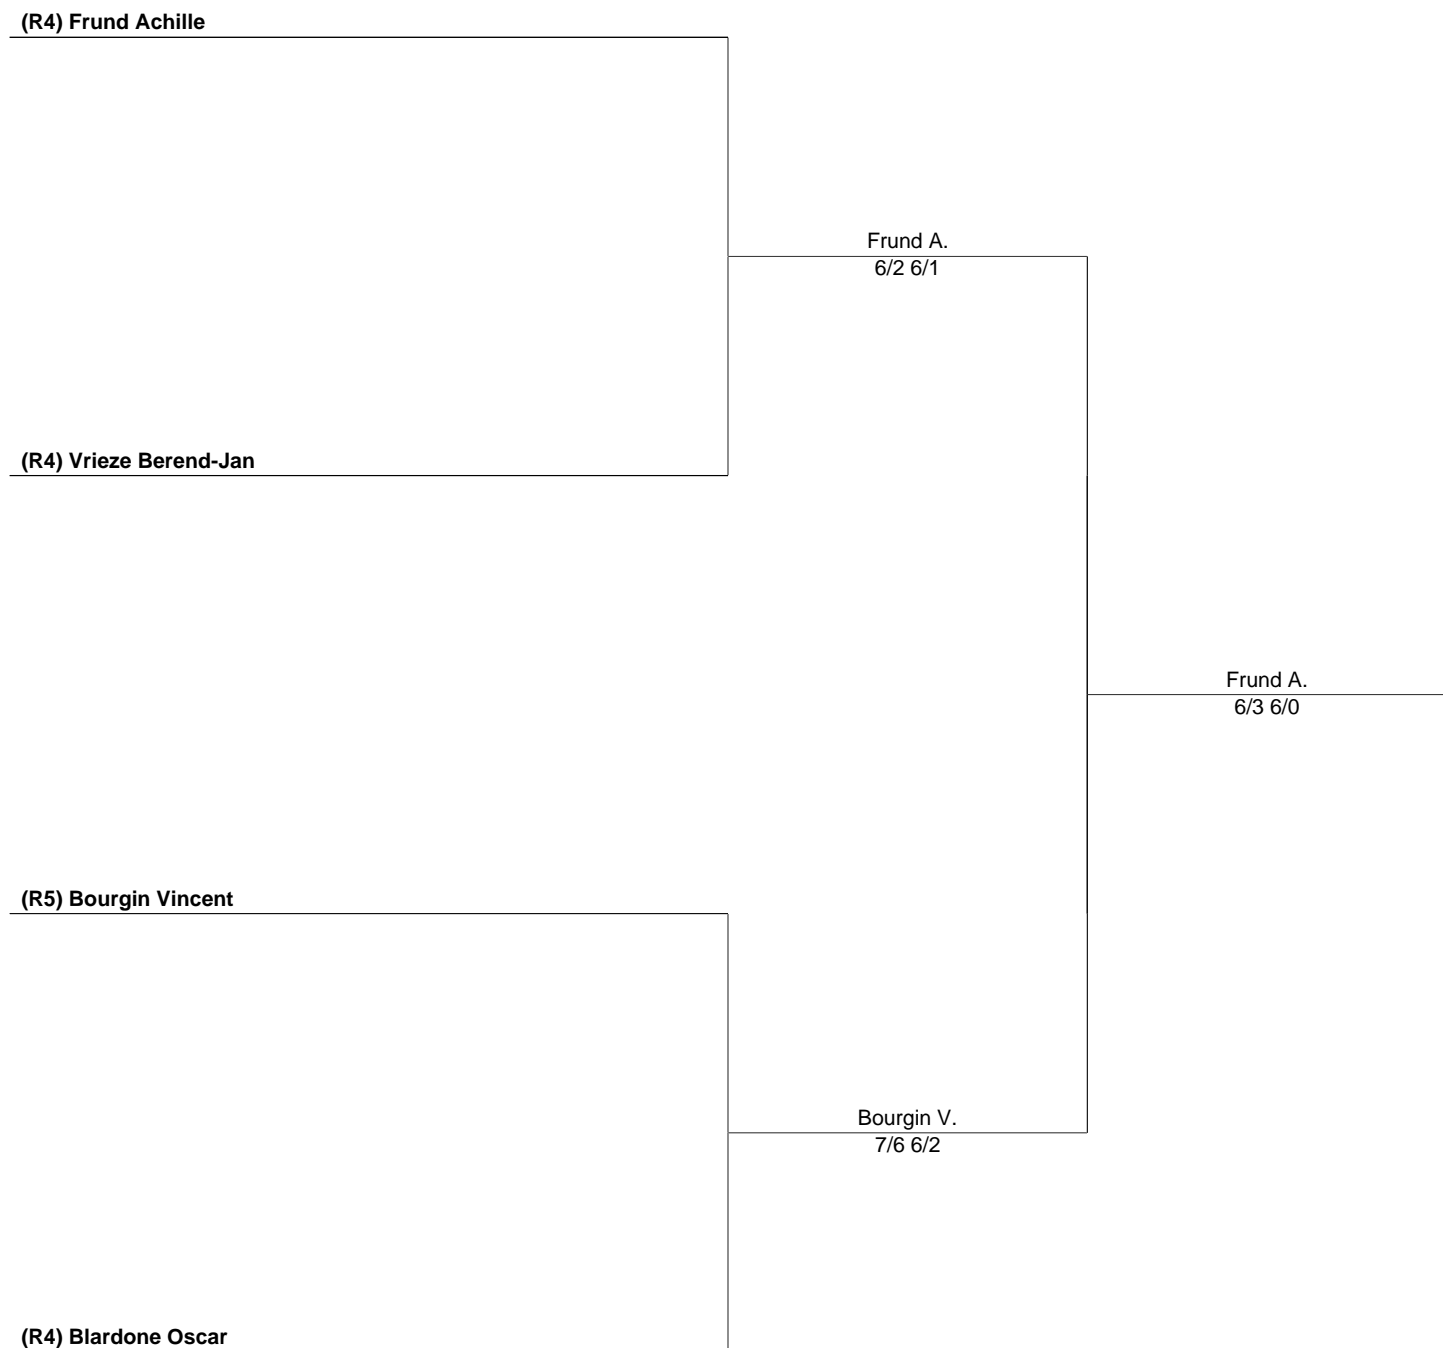 (R4) Frund Achille
Frund A.
6/2 6/1
(R4) Vrieze Berend-Jan
Frund A.
6/3 6/0
(R5) Bourgin Vincent
Bourgin V.
7/6 6/2
(R4) Blardone Oscar